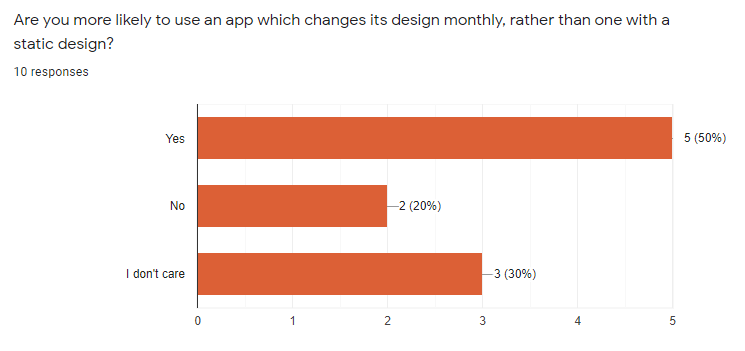 Are you more likely to use an app which changes its design monthly, rather than one with a
static design?
10 responses
Yes
5 (50%)
No
2 (20%)
I don't care
3 (30%)
0
1
2
3
4
5